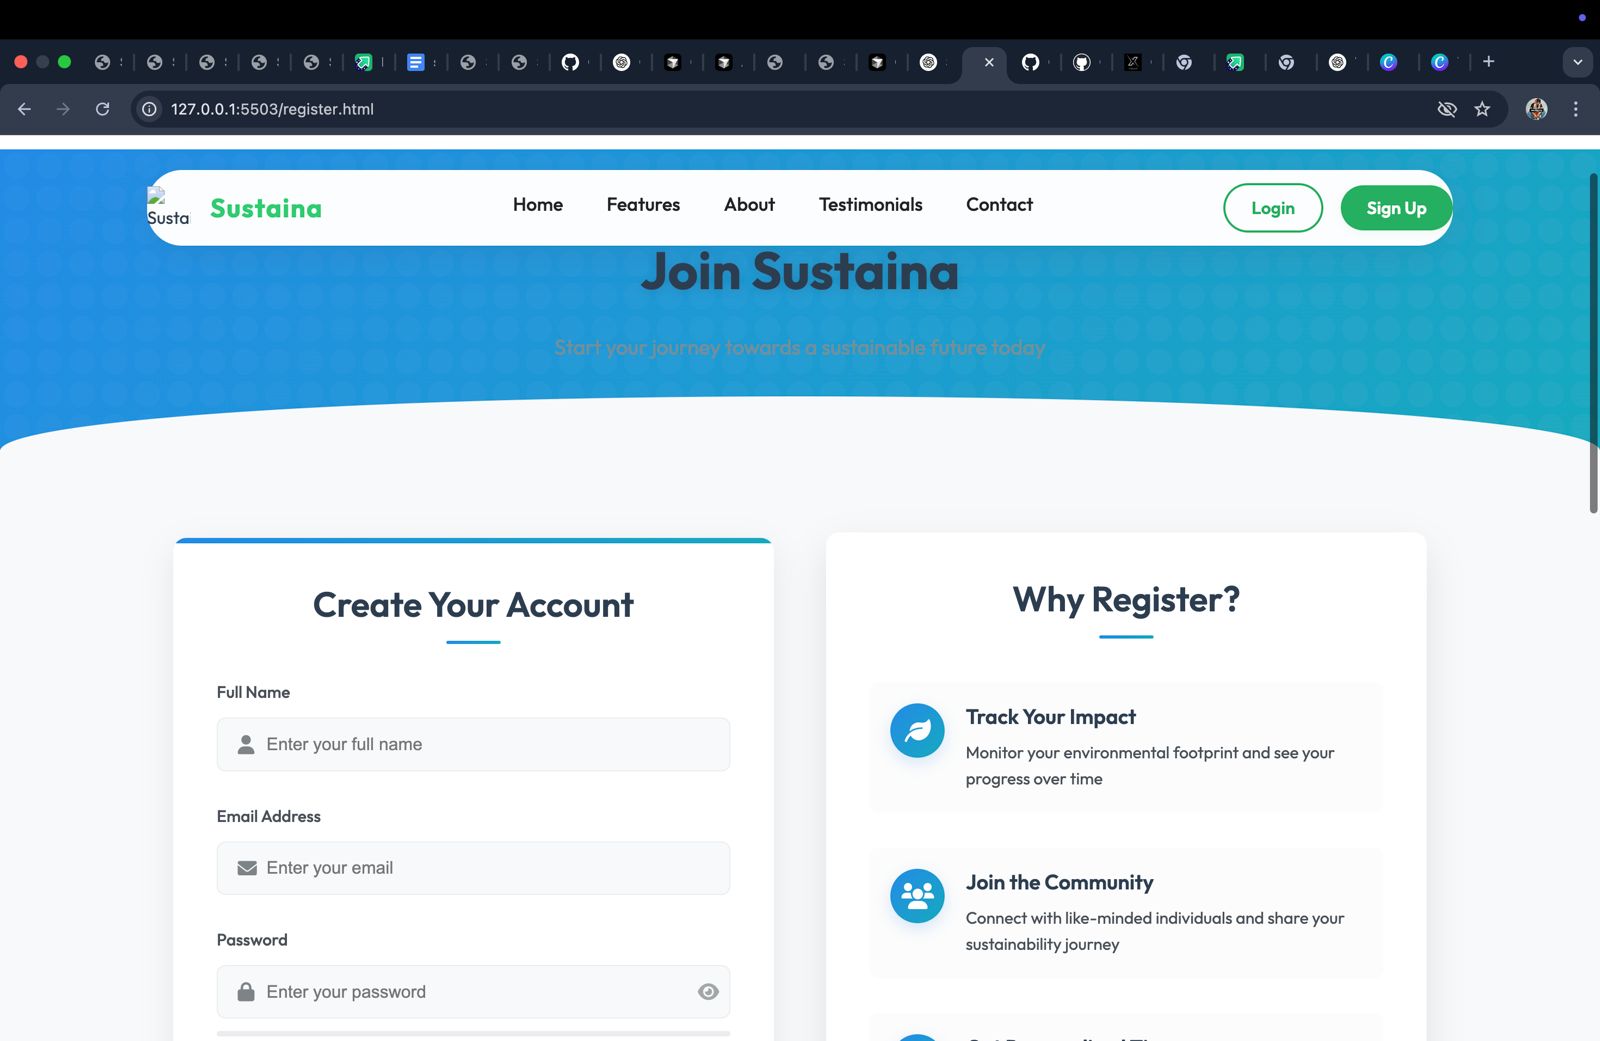 127.0.0.1:5503/register.html
Susta
Sustaina
Home
Features
About
Testimonials
Contact
Login
Sign Up
Join Sustaina
Start your journey towards a sustainable future today
Create Your Account
Full Name
Enter your full name
Email Address
Enter your email
Password
Enter your password
Why Register?
Track Your Impact
Monitor your environmental footprint and see your
progress over time
Join the Community
Connect with like-minded individuals and share your
sustainability journey